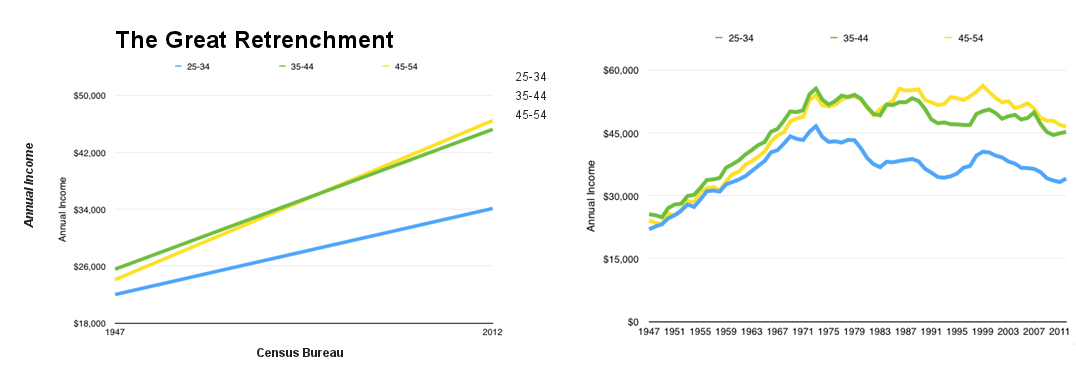 The Great Retrenchment
25-34 35-44 45-54
25-34
35-44
45-54
$50,000
$42,000
$34,000
$26,000
$18,000
Annual Income
Annual Income
1947 2012
Census Bureau
25-34 35-44 45-54
$60,000
$45,000
$30,000
$15,000
$0
Annual Income
1947 1951 1955 1959 1963 1967 1971 1975 1979 1983 1987 1991 1995 1999 2003 2007 2011